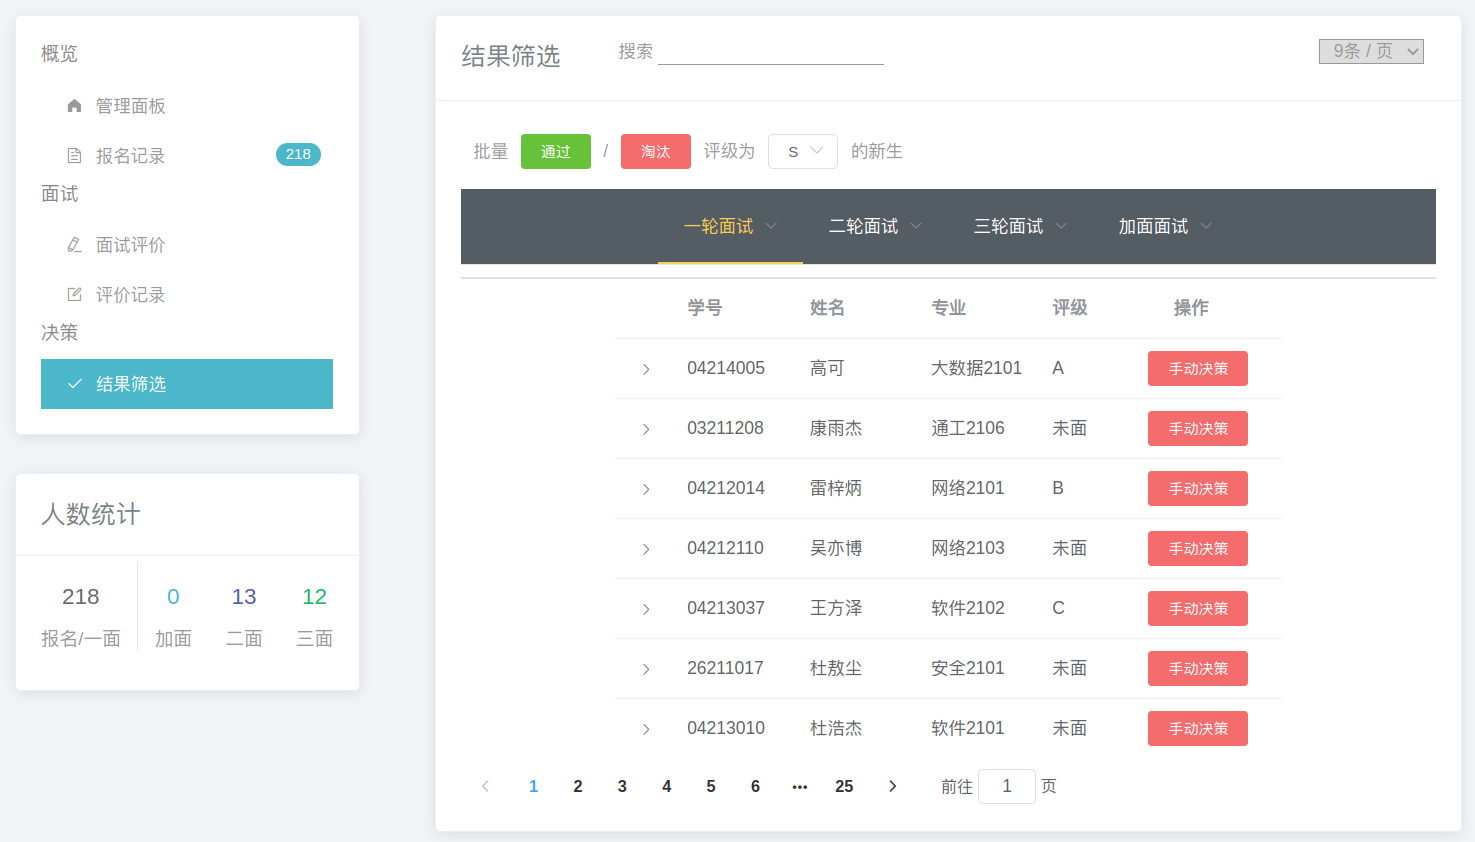 概览
管理面板
报名记录 218
面试
面试评价
评价记录
决策
结果筛选
人数统计
218 0 13 12
报名/一面 加面 二面 三面
结果筛选 搜索 9条 / 页
批量 通过 / 淘汰 评级为 S 的新生
一轮面试 二轮面试 三轮面试 加面面试
学号 姓名 专业 评级 操作
04214005 高可 大数据2101 A 手动决策
03211208 康雨杰 通工2106 未面 手动决策
04212014 雷梓炳 网络2101 B 手动决策
04212110 吴亦博 网络2103 未面 手动决策
04213037 王方泽 软件2102 C 手动决策
26211017 杜敖尘 安全2101 未面 手动决策
04213010 杜浩杰 软件2101 未面 手动决策
1 2 3 4 5 6 ••• 25 前往 1 页